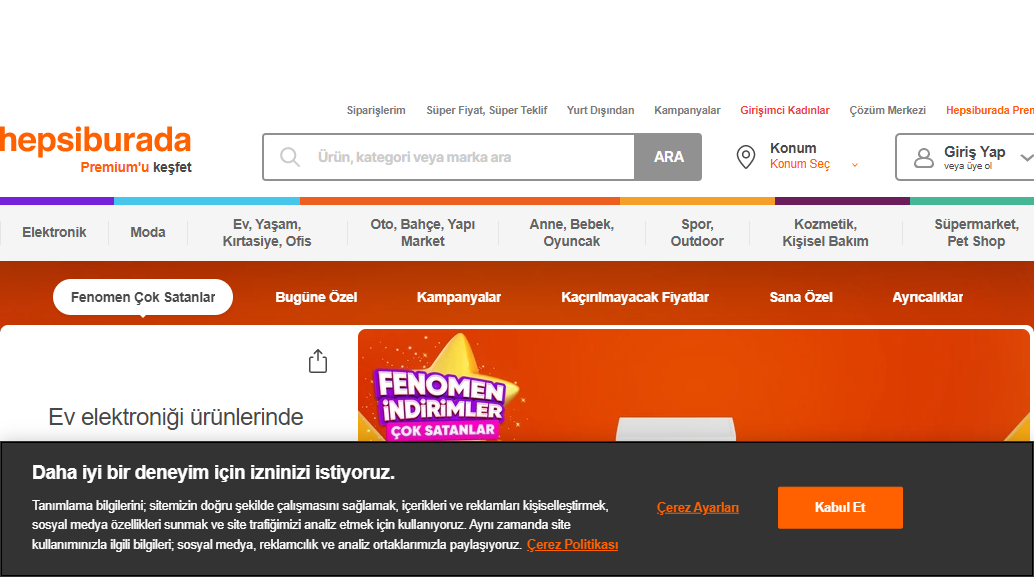 Siparişlerim Süper Fiyat, Süper Teklif Yurt Dışından Kampanyalar Girişimci Kadınlar Çözüm Merkezi Hepsiburada Prem
hepsiburada
Premium'u keşfet
Ürün, kategori veya marka ara
ARA
Konum
Konum Seç
Giriş Yap
veya üye ol
Elektronik
Moda
Ev, Yaşam,
Kırtasiye, Ofis
Oto, Bahçe, Yapı
Market
Anne, Bebek,
Oyuncak
Spor,
Outdoor
Kozmetik,
Kişisel Bakım
Süpermarket,
Pet Shop
Fenomen Çok Satanlar Bugüne Özel Kampanyalar Kaçırılmayacak Fiyatlar Sana Özel Ayrıcalıklar
Ev elektroniği ürünlerinde
FENOMEN
İNDİRİMLER
ÇOK SATANLAR
Daha iyi bir deneyim için izninizi istiyoruz.
Tanımlama bilgilerini; sitemizin doğru şekilde çalışmasını sağlamak, içerikleri ve reklamları kişiselleştirmek,
sosyal medya özellikleri sunmak ve site trafiğimizi analiz etmek için kullanıyoruz. Aynı zamanda site
kullanımınızla ilgili bilgileri; sosyal medya, reklamcılık ve analiz ortaklarımızla paylaşıyoruz. Çerez Politikası
Çerez Ayarları
Kabul Et